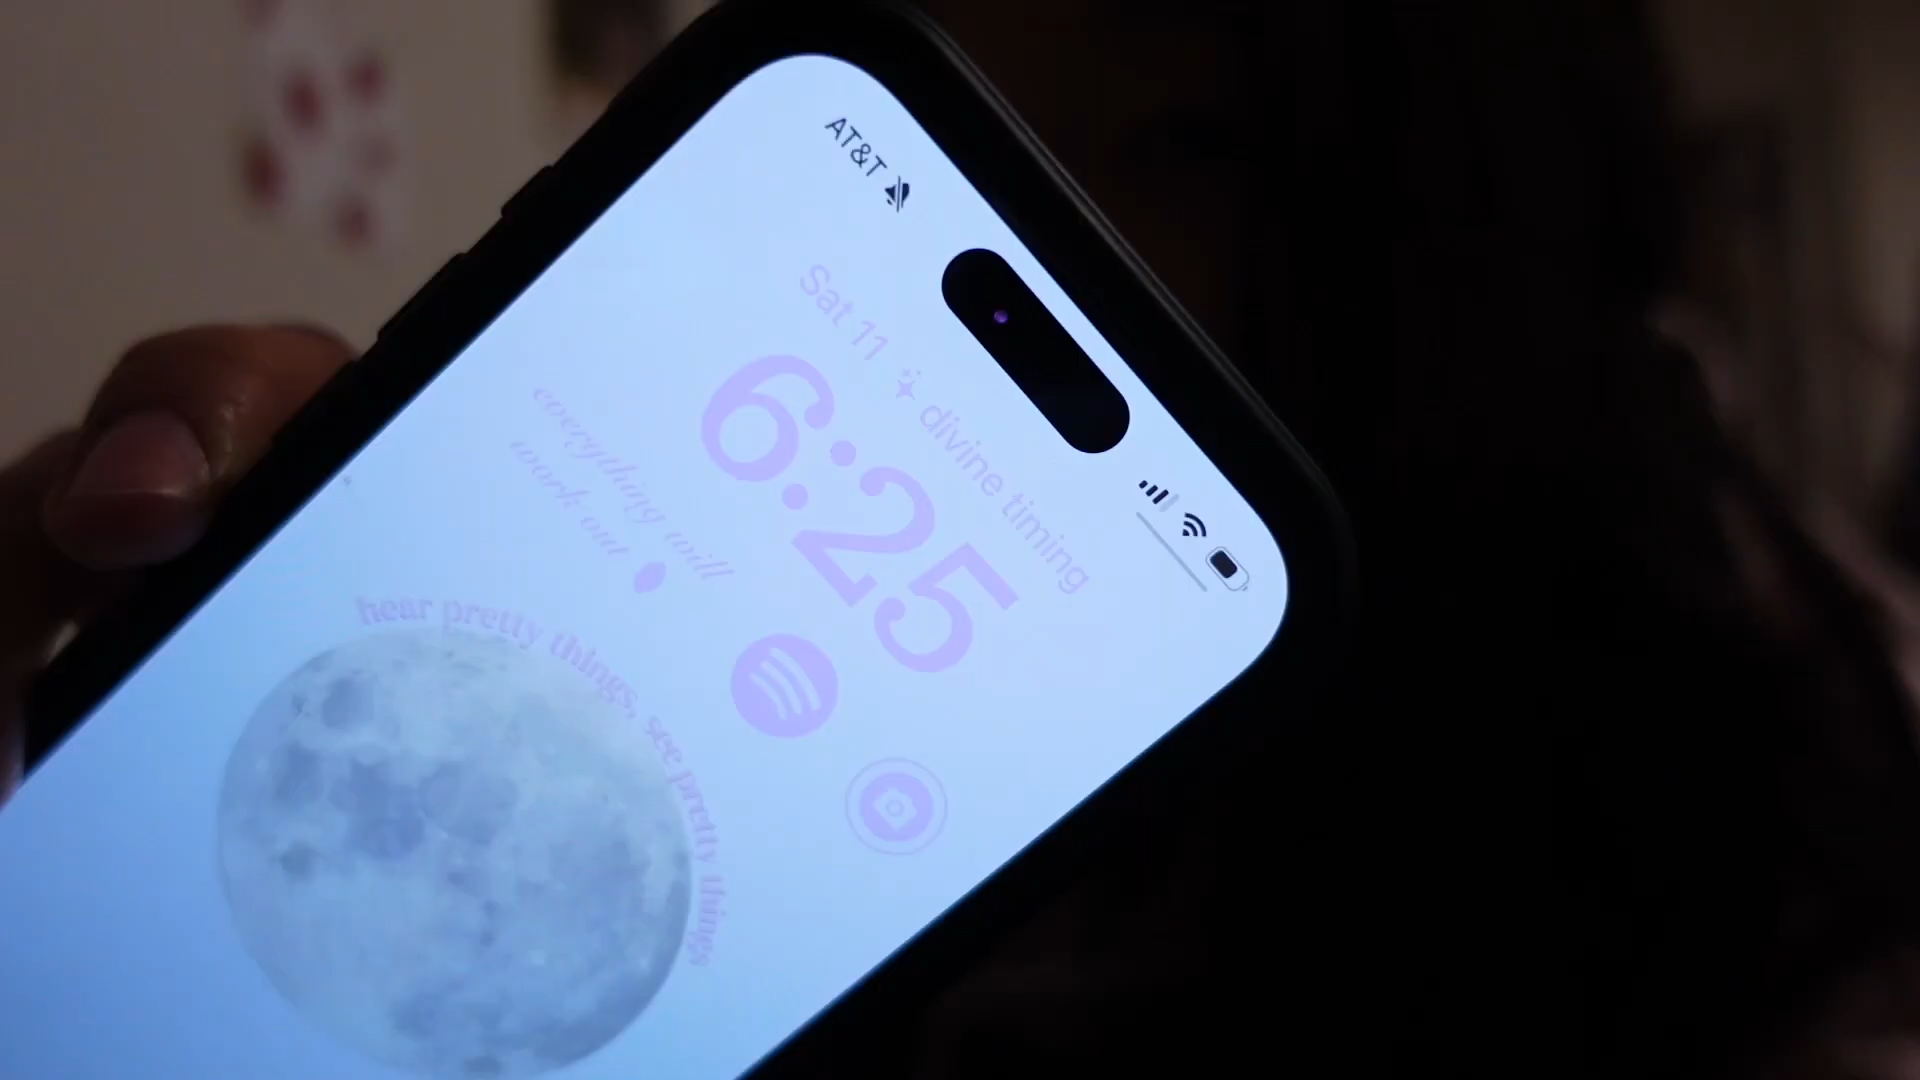 AT&T
Sat 11 divine timing
6:25
everything will
work out
hear pretty things, see pretty things